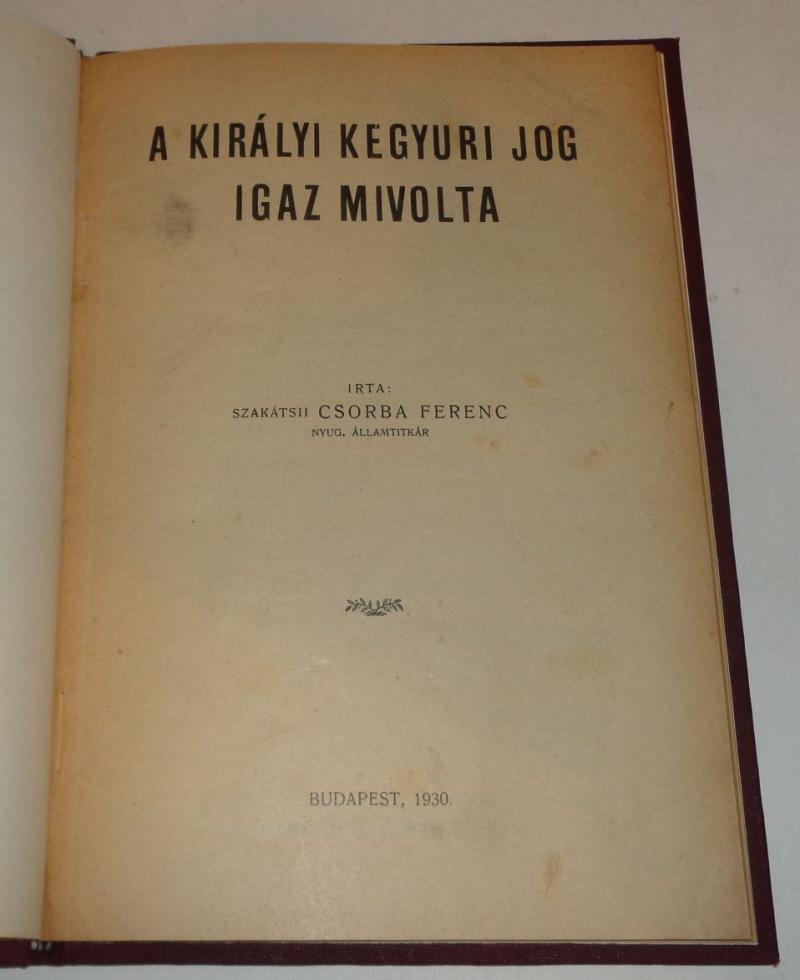 A KIRÁLYI KEGYURI JOG
IGAZ MIVOLTA
IRTA:
SZAKÁTSII CSORBA FERENC
NYUG. ÁLLAMTITKÁR
BUDAPEST, 1930.